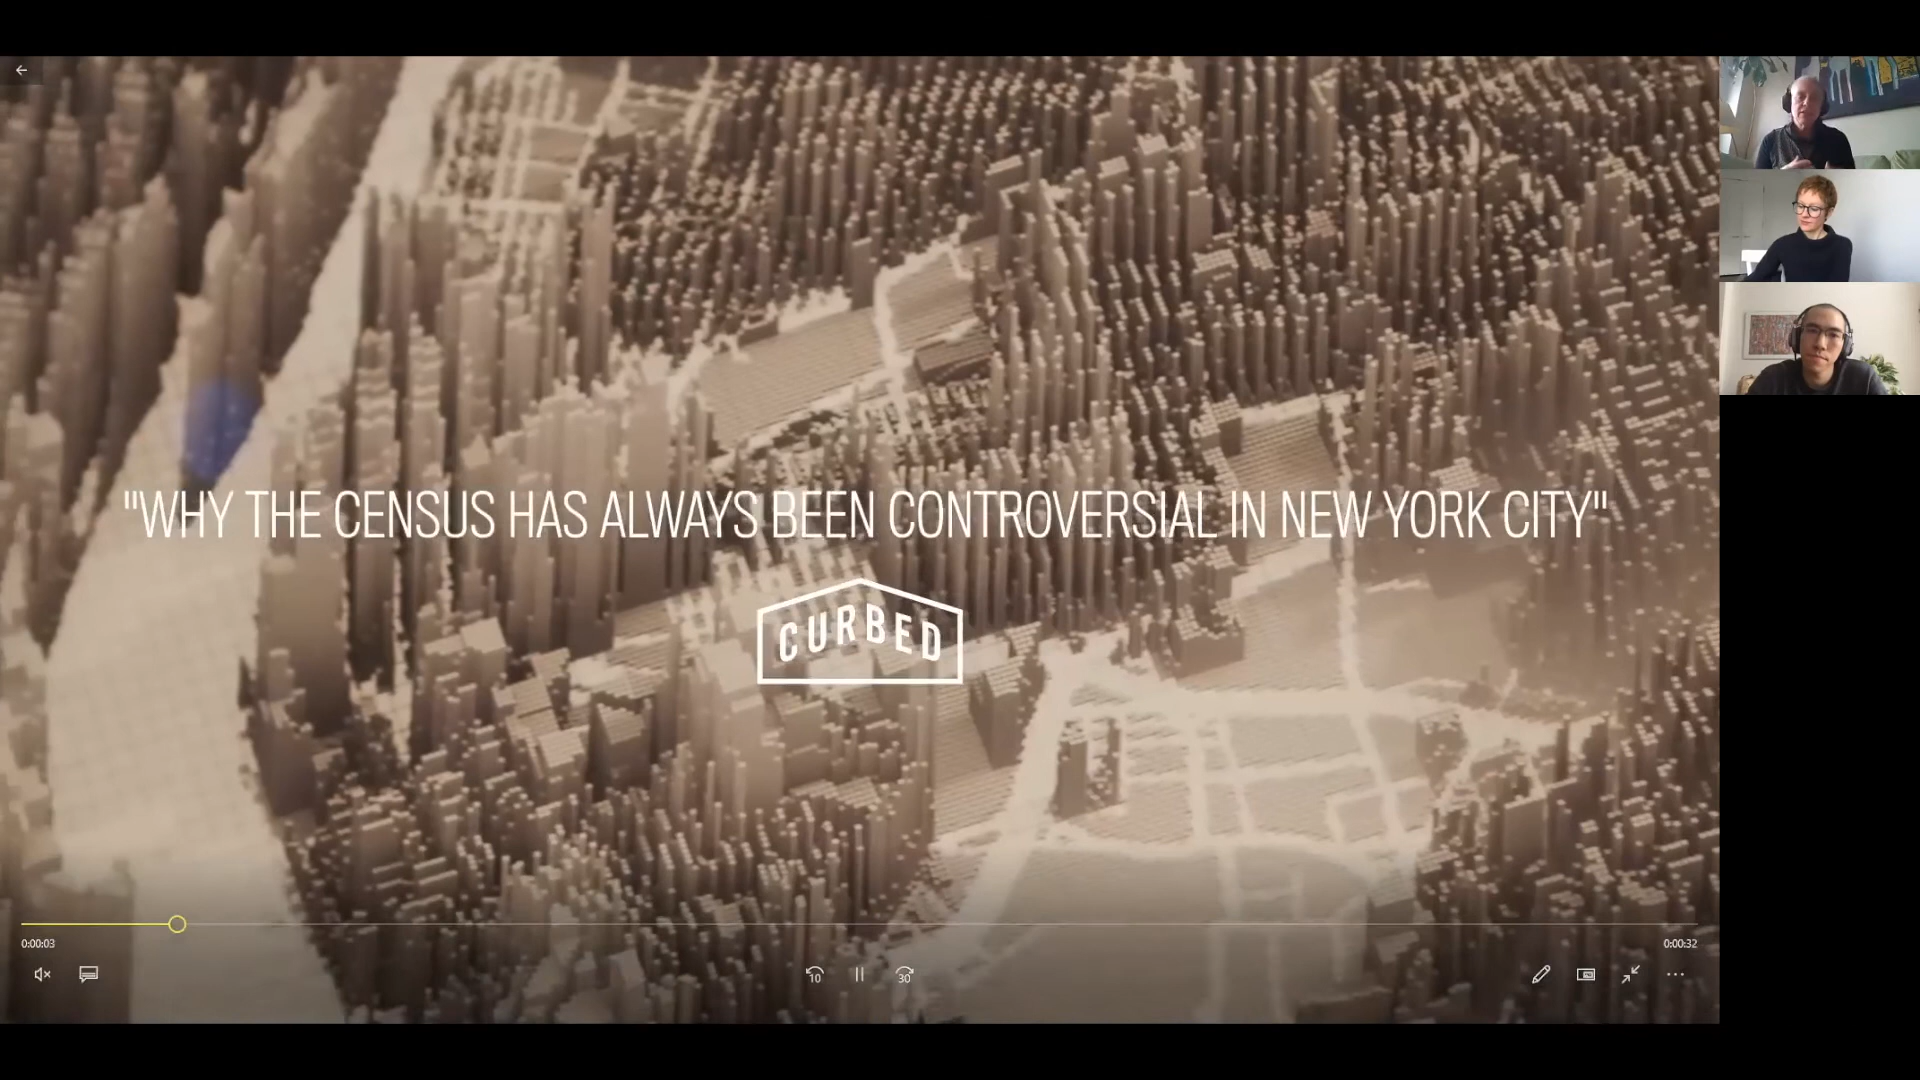 "WHY THE CENSUS HAS ALWAYS BEEN CONTROVERSIAL IN NEW YORK CITY"
CURBED
0:00:03
0:00:32
10
30